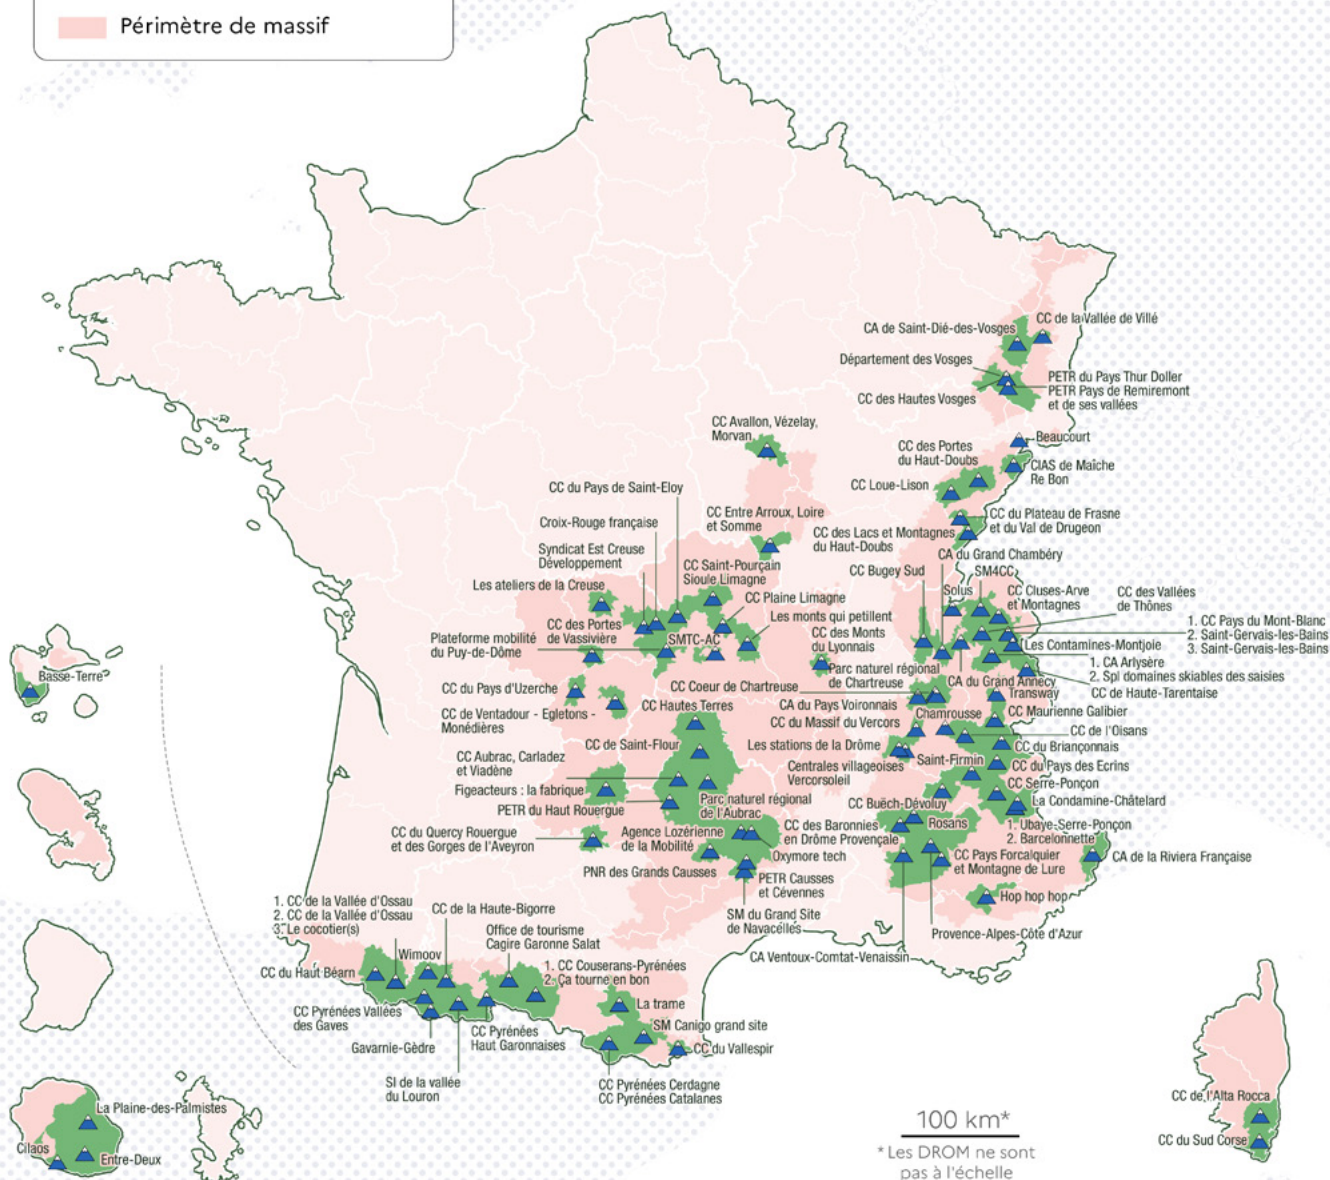 Périmètre de massif
CA de Saint-Dié-des-Vosges
CC de la Vallée de Villé
Département des Vosges
CC des Hautes Vosges
PETR du Pays Thur Doller
PETR Pays de Remiremont
et de ses vallées
CC Avallon, Vézelay,
Morvan
Beaucourt
CC des Portes
du Haut-Doubs
CIAS de Maîche
Re Bon
CC Loue-Lison
CC du Pays de Saint-Eloy
CC Entre Arroux, Loire
et Somme
CC du Plateau de Frasne
et du Val de Drugeon
Croix-Rouge française
CC des Lacs et Montagnes
du Haut-Doubs
Syndicat Est Creuse
Développement
CA du Grand Chambéry
CC Saint-Pourçain
Sioule Limagne
CC Bugey Sud
SM4CC
Les ateliers de la Creuse
Solus
CC Cluses-Arve
et Montagnes
CC des Vallées
de Thônes
CC Plaine Limagne
Les monts qui petillent
CC des Portes
de Vassivière
1. CC Pays du Mont-Blanc
2. Saint-Gervais-les-Bains
3. Saint-Gervais-les-Bains
Plateforme mobilité
du Puy-de-Dôme
SMTC-AC
CC des Monts
du Lyonnais
Les Contamines-Montjoie
1. CA Arlysère
2. Spl domaines skiables des saisies
Parc naturel régional
de Chartreuse
CA du Grand Annecy
CC de Haute-Tarentaise
Transway
CC du Pays d'Uzerche
CC Coeur de Chartreuse
CC de Ventadour - Egletons -
Monédières
CC Hautes Terres
CA du Pays Voironnais
Chamrousse
CC Maurienne Galibier
CC du Massif du Vercors
CC de l'Oisans
CC de Saint-Flour
Les stations de la Drôme
CC du Briançonnais
CC Aubrac, Carladez
et Viadène
Centrales villageoises
Vercorsoleil
Saint-Firmin
CC du Pays des Ecrins
Figeacteurs : la fabrique
CC Serre-Ponçon
PETR du Haut Rouergue
Parc naturel régional
de l'Aubrac
CC Buëch-Dévoluy
La Condamine-Châtelard
CC du Quercy Rouergue
et des Gorges de l'Aveyron
Agence Lozérienne
de la Mobilité
CC des Baronnies
en Drôme Provençale
Rosans
1. Ubaye-Serre-Ponçon
2. Barcelonnette
Oxymore tech
CC Pays Forcalquier
et Montagne de Lure
CA de la Riviera Française
PNR des Grands Causses
PETR Causses
et Cévennes
Hop hop hop
SM du Grand Site
de Navacelles
Provence-Alpes-Côte d'Azur
CA Ventoux-Comtat-Venaissin
1. CC de la Vallée d'Ossau
2. CC de la Vallée d'Ossau
3. Le cocotier(s)
CC de la Haute-Bigorre
Office de tourisme
Cagire Garonne Salat
Wimoov
1. CC Couserans-Pyrénées
2. Ça tourne en bon
CC du Haut Béarn
La trame
CC Pyrénées Vallées
des Gaves
SM Canigo grand site
CC Pyrénées
Haut Garonnaises
Gavarnie-Gèdre
CC du Vallespir
SI de la vallée
du Louron
CC Pyrénées Cerdagne
CC Pyrénées Catalanes
Basse-Terre
La Plaine-des-Palmistes
Cilaos
Entre-Deux
CC de l'Alta Rocca
CC du Sud Corse
100 km*
* Les DROM ne sont
pas à l'échelle